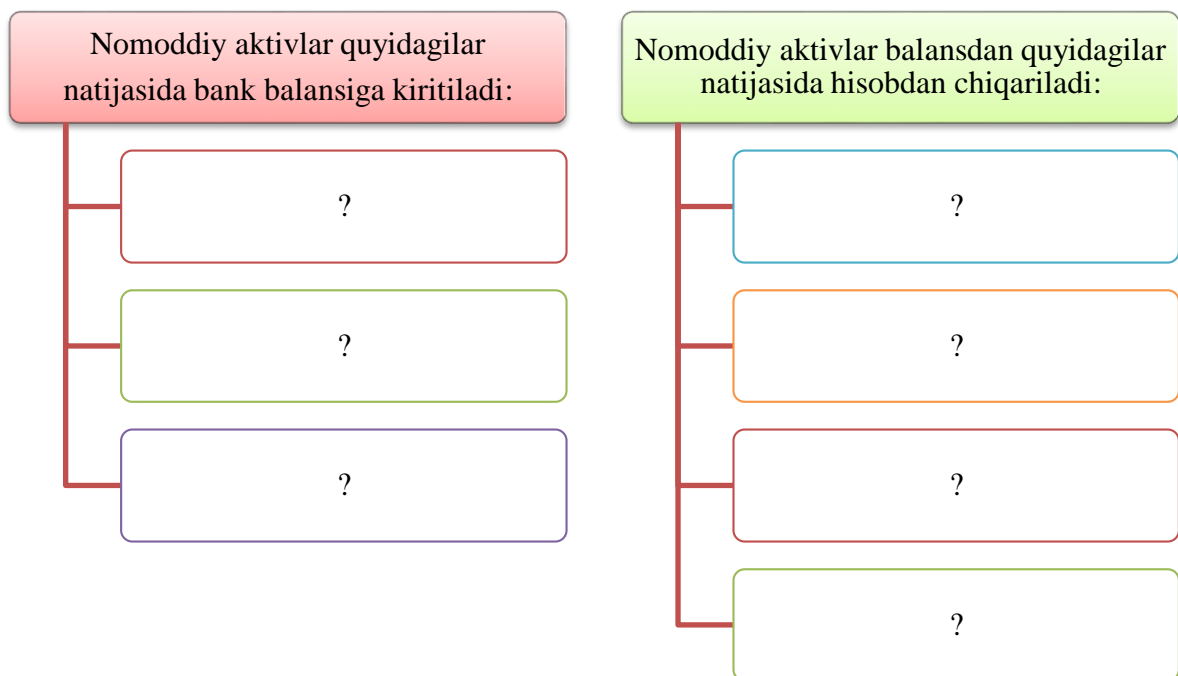 Nomoddiy aktivlar quyidagilar
natijasida bank balansiga kiritiladi:
?
?
?
Nomoddiy aktivlar balansdan quyidagilar
natijasida hisobdan chiqariladi:
?
?
?
?